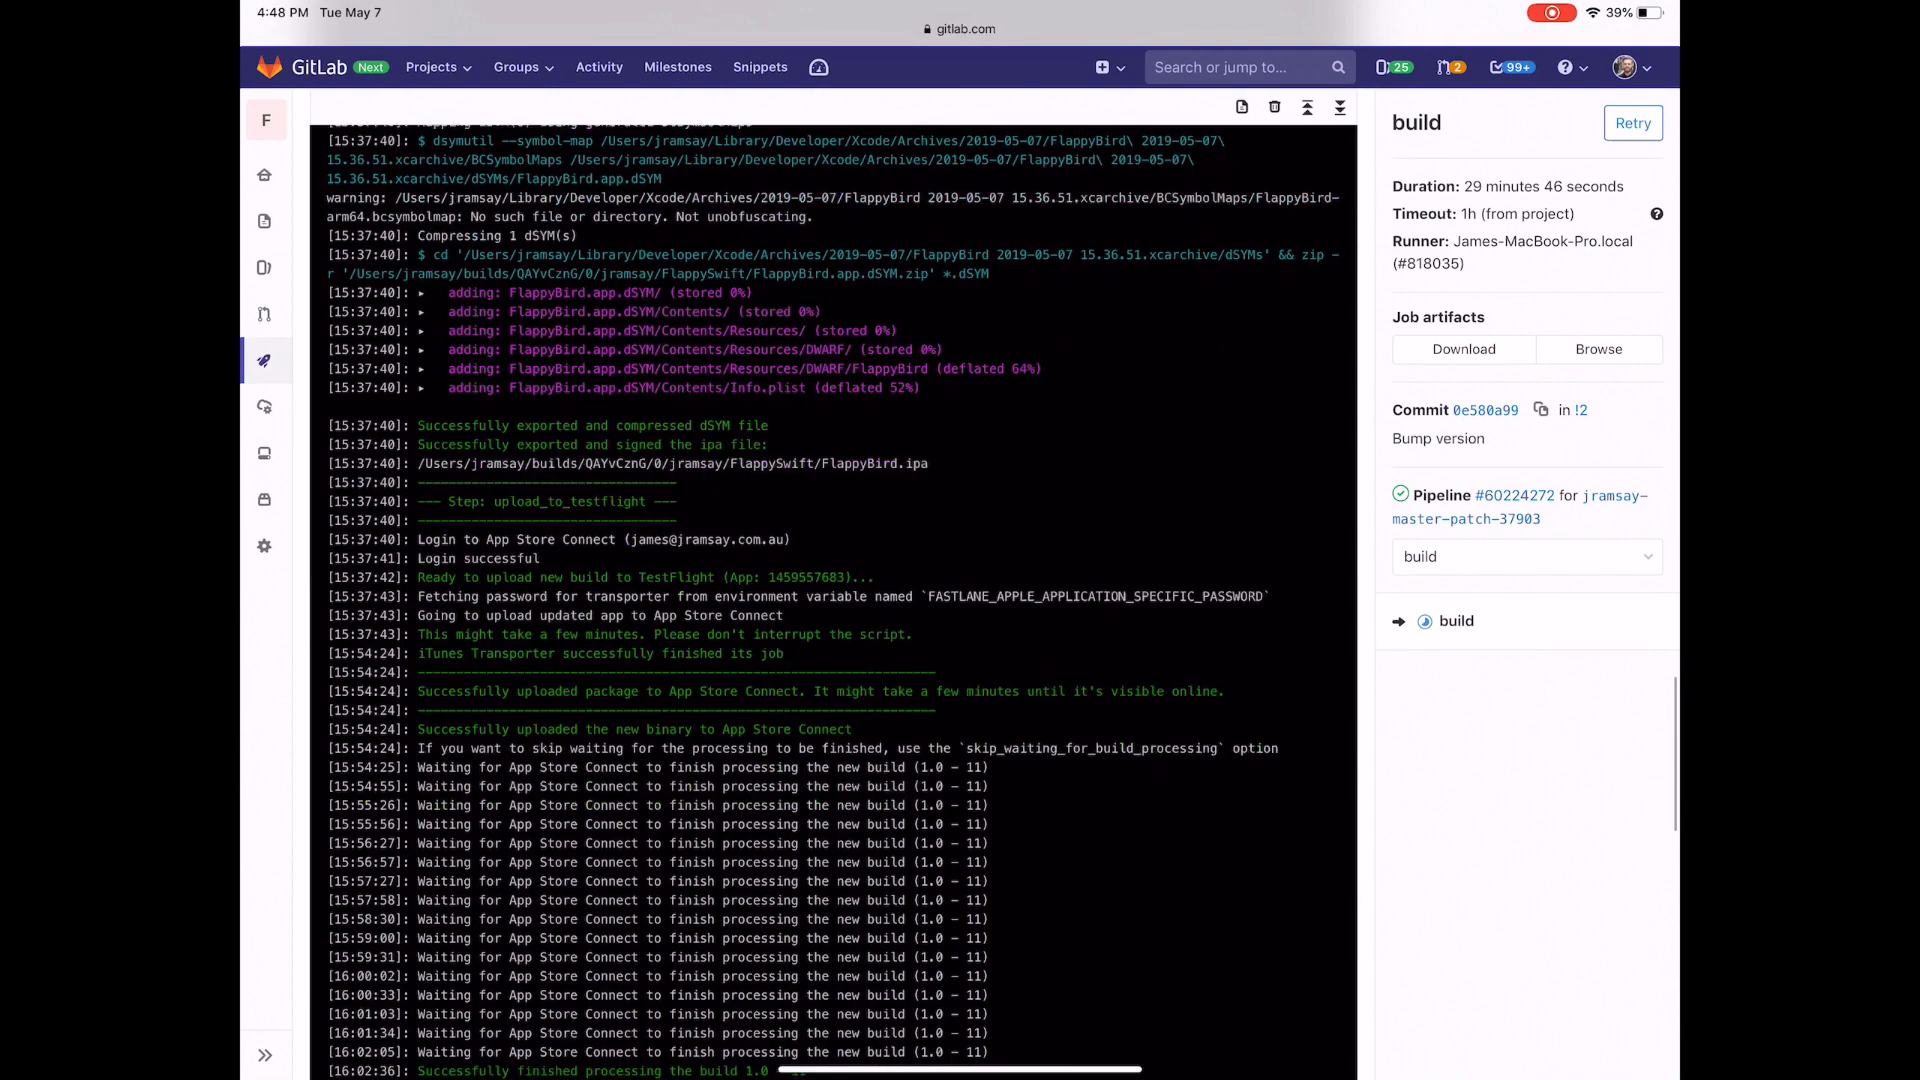 4:48 PM Tue May 7
39%
gitlab.com
GitLab Next Projects Groups Activity Milestones Snippets Search or jump to... 25 2 99+
F
[15:37:40]: $ dsymutil --symbol-map /Users/jramsay/Library/Developer/Xcode/Archives/2019-05-07/FlappyBird\ 2019-05-07\
15.36.51.xcarchive/BCSymbolMaps /Users/jramsay/Library/Developer/Xcode/Archives/2019-05-07/FlappyBird\ 2019-05-07\
15.36.51.xcarchive/dSYMs/FlappyBird.app.dSYM
warning: /Users/jramsay/Library/Developer/Xcode/Archives/2019-05-07/FlappyBird 2019-05-07 15.36.51.xcarchive/BCSymbolMaps/FlappyBird-
arm64.bcsymbolmap: No such file or directory. Not unobfuscating.
[15:37:40]: Compressing 1 dSYM(s)
[15:37:40]: $ cd '/Users/jramsay/Library/Developer/Xcode/Archives/2019-05-07/FlappyBird 2019-05-07 15.36.51.xcarchive/dSYMs' && zip -
r '/Users/jramsay/builds/QAYvCznG/0/jramsay/FlappySwift/FlappyBird.app.dSYM.zip' *.dSYM
[15:37:40]: ▸ adding: FlappyBird.app.dSYM/ (stored 0%)
[15:37:40]: ▸ adding: FlappyBird.app.dSYM/Contents/ (stored 0%)
[15:37:40]: ▸ adding: FlappyBird.app.dSYM/Contents/Resources/ (stored 0%)
[15:37:40]: ▸ adding: FlappyBird.app.dSYM/Contents/Resources/DWARF/ (stored 0%)
[15:37:40]: ▸ adding: FlappyBird.app.dSYM/Contents/Resources/DWARF/FlappyBird (deflated 64%)
[15:37:40]: ▸ adding: FlappyBird.app.dSYM/Contents/Info.plist (deflated 52%)
[15:37:40]: Successfully exported and compressed dSYM file
[15:37:40]: Successfully exported and signed the ipa file:
[15:37:40]: /Users/jramsay/builds/QAYvCznG/0/jramsay/FlappySwift/FlappyBird.ipa
[15:37:40]: ------------------------------
[15:37:40]: --- Step: upload_to_testflight ---
[15:37:40]: ------------------------------
[15:37:40]: Login to App Store Connect (james@jramsay.com.au)
[15:37:41]: Login successful
[15:37:42]: Ready to upload new build to TestFlight (App: 1459557683)...
[15:37:43]: Fetching password for transporter from environment variable named `FASTLANE_APPLE_APPLICATION_SPECIFIC_PASSWORD`
[15:37:43]: Going to upload updated app to App Store Connect
[15:37:43]: This might take a few minutes. Please don't interrupt the script.
[15:54:24]: iTunes Transporter successfully finished its job
[15:54:24]: --------------------------------------------------------------------
[15:54:24]: Successfully uploaded package to App Store Connect. It might take a few minutes until it's visible online.
[15:54:24]: --------------------------------------------------------------------
[15:54:24]: Successfully uploaded the new binary to App Store Connect
[15:54:24]: If you want to skip waiting for the processing to be finished, use the `skip_waiting_for_build_processing` option
[15:54:25]: Waiting for App Store Connect to finish processing the new build (1.0 - 11)
[15:54:55]: Waiting for App Store Connect to finish processing the new build (1.0 - 11)
[15:55:26]: Waiting for App Store Connect to finish processing the new build (1.0 - 11)
[15:55:56]: Waiting for App Store Connect to finish processing the new build (1.0 - 11)
[15:56:27]: Waiting for App Store Connect to finish processing the new build (1.0 - 11)
[15:56:57]: Waiting for App Store Connect to finish processing the new build (1.0 - 11)
[15:57:27]: Waiting for App Store Connect to finish processing the new build (1.0 - 11)
[15:57:58]: Waiting for App Store Connect to finish processing the new build (1.0 - 11)
[15:58:30]: Waiting for App Store Connect to finish processing the new build (1.0 - 11)
[15:59:00]: Waiting for App Store Connect to finish processing the new build (1.0 - 11)
[15:59:31]: Waiting for App Store Connect to finish processing the new build (1.0 - 11)
[16:00:02]: Waiting for App Store Connect to finish processing the new build (1.0 - 11)
[16:00:33]: Waiting for App Store Connect to finish processing the new build (1.0 - 11)
[16:01:03]: Waiting for App Store Connect to finish processing the new build (1.0 - 11)
[16:01:34]: Waiting for App Store Connect to finish processing the new build (1.0 - 11)
[16:02:05]: Waiting for App Store Connect to finish processing the new build (1.0 - 11)
[16:02:36]: Successfully finished processing the build 1.0
build
Retry
Duration: 29 minutes 46 seconds
Timeout: 1h (from project)
Runner: James-MacBook-Pro.local
(#818035)
Job artifacts
Download Browse
Commit 0e580a99 in !2
Bump version
Pipeline #60224272 for jramsay-
master-patch-37903
build
build